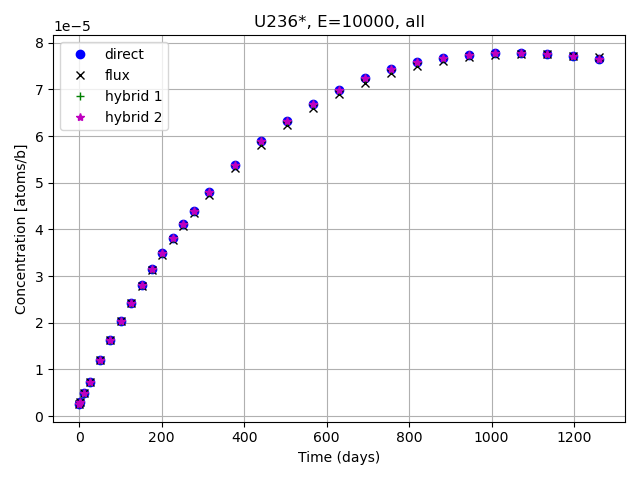 U236*, E=10000, all
1e−5
8
7
6
5
4
3
2
1
0
Concentration [atoms/b]
direct
flux
hybrid 1
hybrid 2
0 200 400 600 800 1000 1200
Time (days)